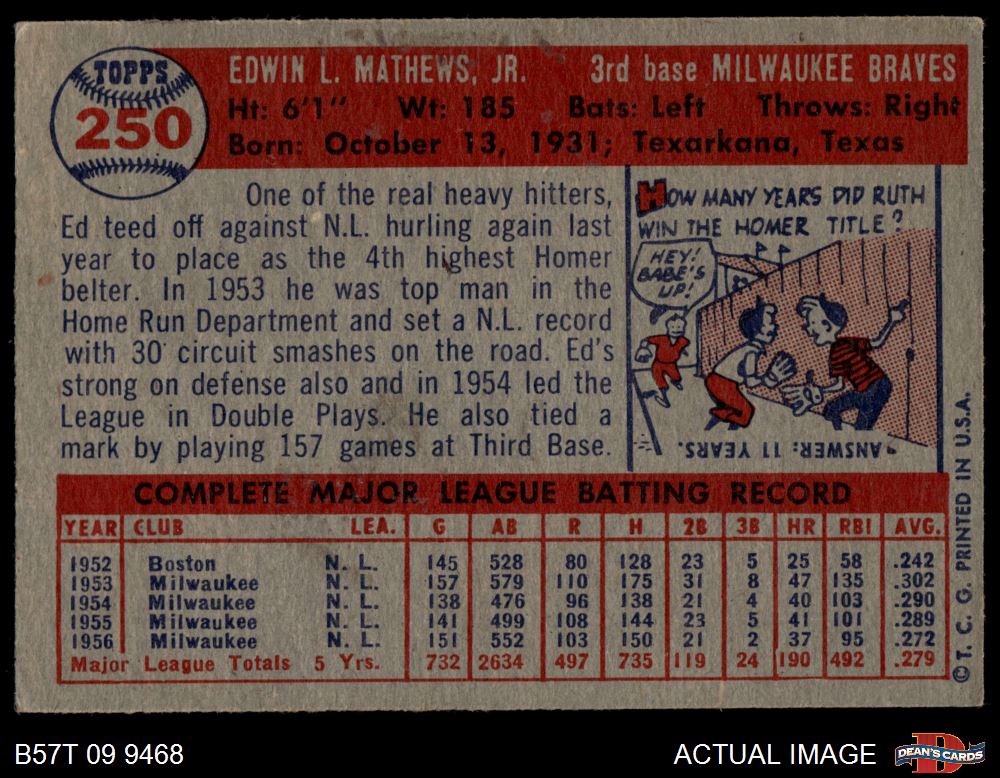 TOPPS
250
EDWIN L. MATHEWS, JR. 3rd base MILWAUKEE BRAVES
Ht: 6'1" Wt: 185 Bats: Left Throws: Right
Born: October 13, 1931; Texarkana, Texas
One of the real heavy hitters,
Ed teed off against N.L. hurling again last
year to place as the 4th highest Homer
belter. In 1953 he was top man in the
Home Run Department and set a N.L. record
with 30 circuit smashes on the road. Ed's
strong on defense also and in 1954 led the
League in Double Plays. He also tied a
mark by playing 157 games at Third Base.
HOW MANY YEARS DID RUTH
WIN THE HOMER TITLE?
HEY!
BABE'S
UP!
ANSWER: 11 YEARS.
COMPLETE MAJOR LEAGUE BATTING RECORD
YEAR CLUB LEA. G AB R H 2B 3B HR RBI AVG.
1952 Boston N. L. 145 528 80 128 23 5 25 58 .242
1953 Milwaukee N. L. 157 579 110 175 31 8 47 135 .302
1954 Milwaukee N. L. 138 476 96 138 21 4 40 103 .290
1955 Milwaukee N. L. 141 499 108 144 23 5 41 101 .289
1956 Milwaukee N. L. 151 552 103 150 21 2 37 95 .272
Major League Totals 5 Yrs. 732 2634 497 735 119 24 190 492 .279
© T. C. G. PRINTED IN U.S.A.
B57T 09 9468
ACTUAL IMAGE
DEAN'S CARDS